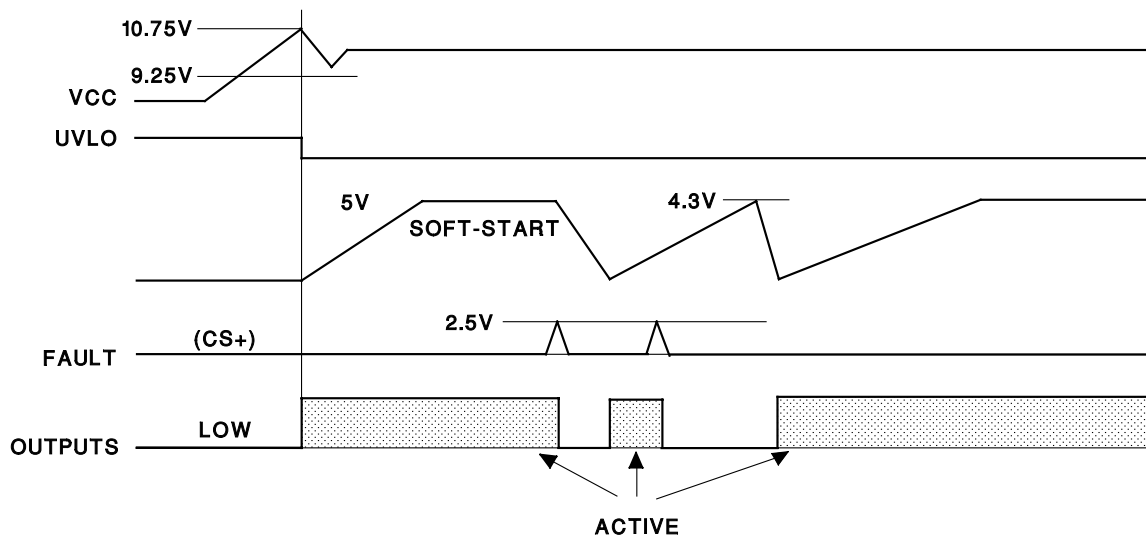 10.75V
9.25V
VCC
UVLO
5V
4.3V
SOFT-START
2.5V
(CS+)
FAULT
LOW
OUTPUTS
ACTIVE